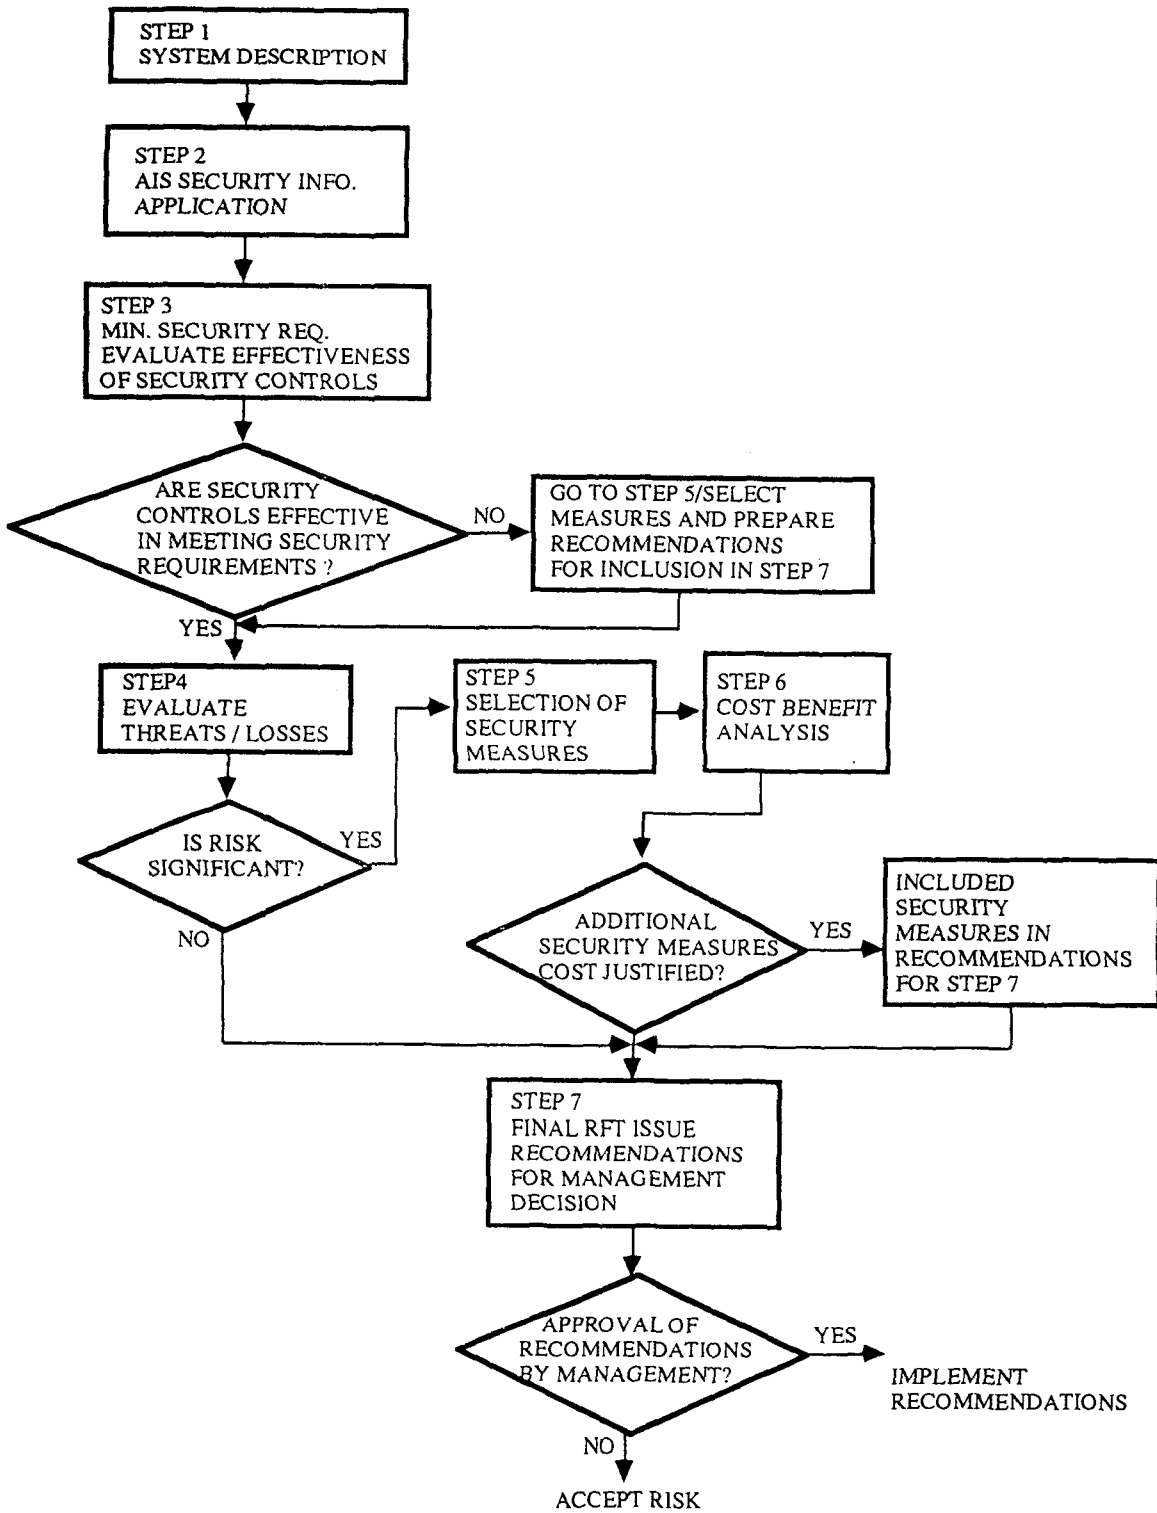 STEP 1
SYSTEM DESCRIPTION
STEP 2
AIS SECURITY INFO.
APPLICATION
STEP 3
MIN. SECURITY REQ.
EVALUATE EFFECTIVENESS
OF SECURITY CONTROLS
ARE SECURITY
CONTROLS EFFECTIVE
IN MEETING SECURITY
REQUIREMENTS ?
NO
GO TO STEP 5/SELECT
MEASURES AND PREPARE
RECOMMENDATIONS
FOR INCLUSION IN STEP 7
YES
STEP4
EVALUATE
THREATS / LOSSES
STEP 5
SELECTION OF
SECURITY
MEASURES
STEP 6
COST BENEFIT
ANALYSIS
IS RISK
SIGNIFICANT?
YES
NO
ADDITIONAL
SECURITY MEASURES
COST JUSTIFIED?
YES
INCLUDED
SECURITY
MEASURES IN
RECOMMENDATIONS
FOR STEP 7
STEP 7
FINAL RFT ISSUE
RECOMMENDATIONS
FOR MANAGEMENT
DECISION
APPROVAL OF
RECOMMENDATIONS
BY MANAGEMENT?
YES
IMPLEMENT
RECOMMENDATIONS
NO
ACCEPT RISK